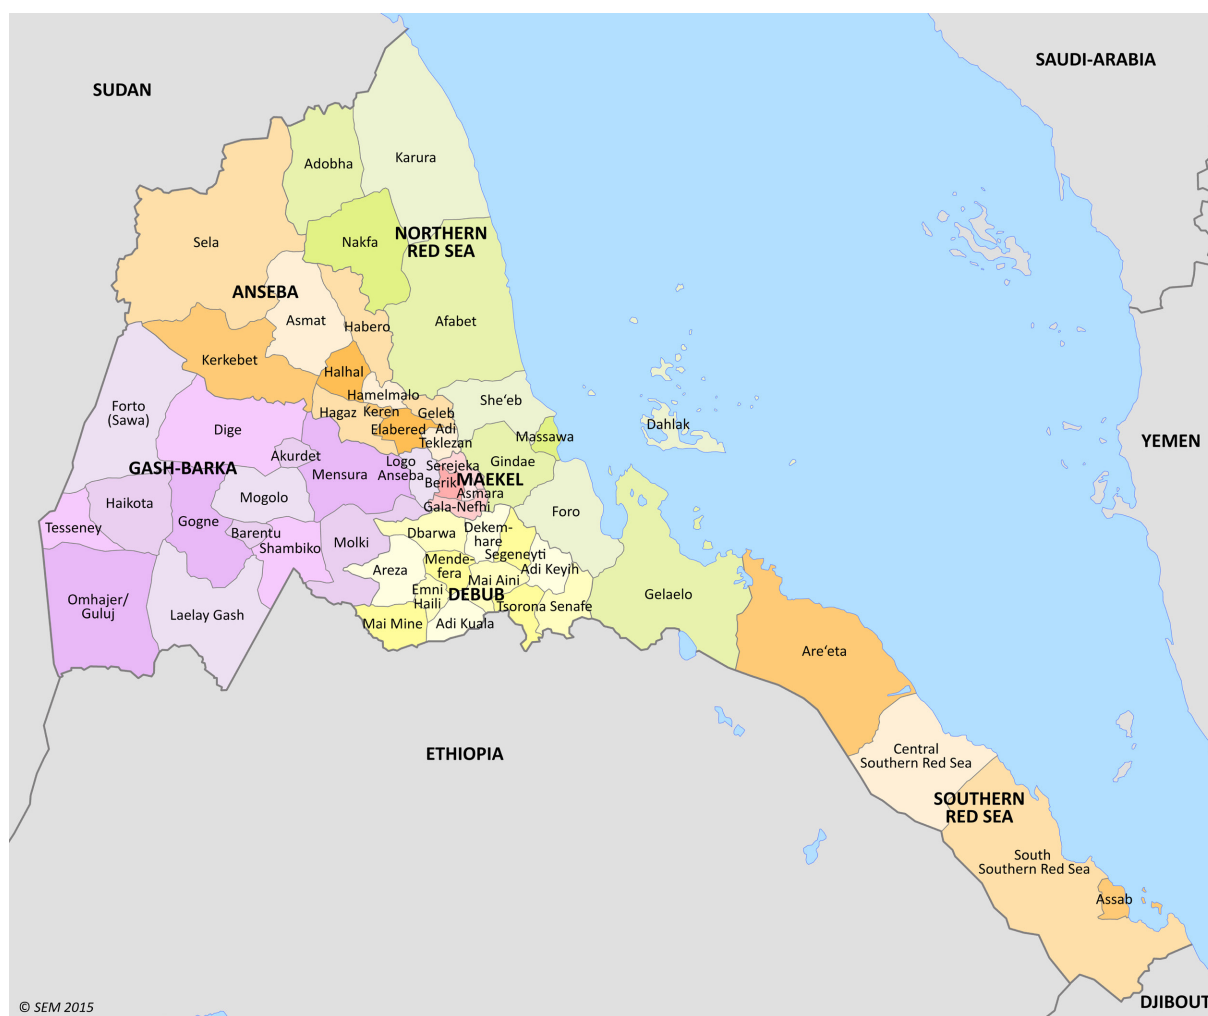 SAUDI-ARABIA
SUDAN
Karura
Adobha
NORTHERN
RED SEA
Nakfa
Sela
ANSEBA
Asmat
Habero
Afabet
Kerkebet
Halhal
Hamelmalo
She‘eb
Forto
(Sawa)
Hagaz
Keren
Geleb
Dahlak
Dige
Elabered
Adi
Teklezan
Massawa
YEMEN
Akurdet
GASH-BARKA
Mensura
Logo
Anseba
Serejeka
Gindae
MAEKEL
Berik
Asmara
Mogolo
Haikota
Gala-Nefhi
Foro
Tesseney
Gogne
Barentu
Shambiko
Molki
Dbarwa
Dekem-
hare
Segeneyti
Mende-
fera
Areza
Adi Keyih
Mai Aini
Emni
Haili
DEBUB
Gelaelo
Omhajer/
Guluj
Laelay Gash
Tsorona
Senafe
Mai Mine
Adi Kuala
Are‘eta
ETHIOPIA
Central
Southern Red Sea
SOUTHERN
RED SEA
South
Southern Red Sea
Assab
© SEM 2015
DJIBOUT